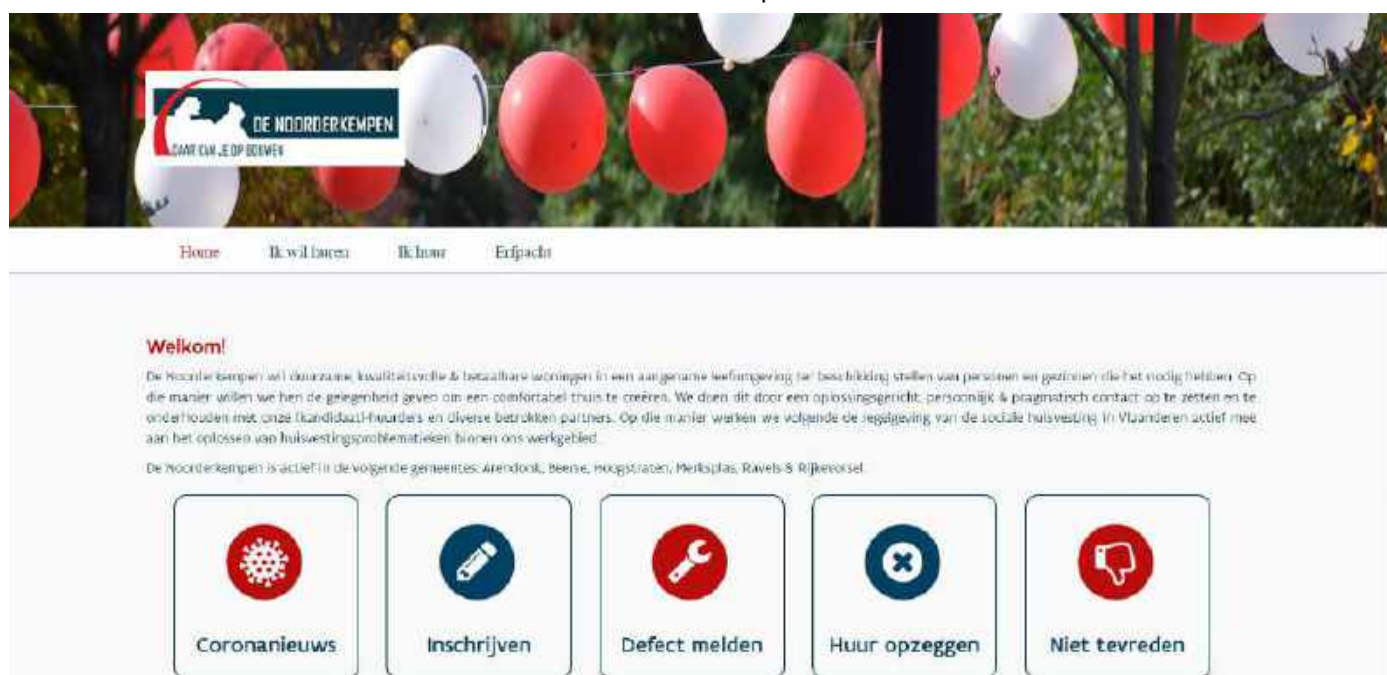 DE NOORDERKEMPEN
DAAR KAN JE OP BOUWEN
Home Ik wil huren Ik huur Erfpacht
Welkom!
De Noorderkempen wil duurzame, kwaliteitsvolle & betaalbare woningen in een aangename leefomgeving ter beschikking stellen van personen en gezinnen die het nodig hebben. Op
die manier willen we hen de gelegenheid geven om een comfortabel thuis te creëren. We doen dit door een oplossingsgericht, persoonlijk & pragmatisch contact op te zetten en te
onderhouden met onze (kandidaat)-huurders en diverse betrokken partners. Op die manier werken we volgende de regelgeving van de sociale huisvesting in Vlaanderen actief mee
aan het oplossen van huisvestingsproblematieken binnen ons werkgebied.
De Noorderkempen is actief in de volgende gemeentes: Arendonk, Beerse, Hoogstraten, Merksplas, Ravels & Rijkevorsel.
Coronanieuws Inschrijven Defect melden Huur opzeggen Niet tevreden